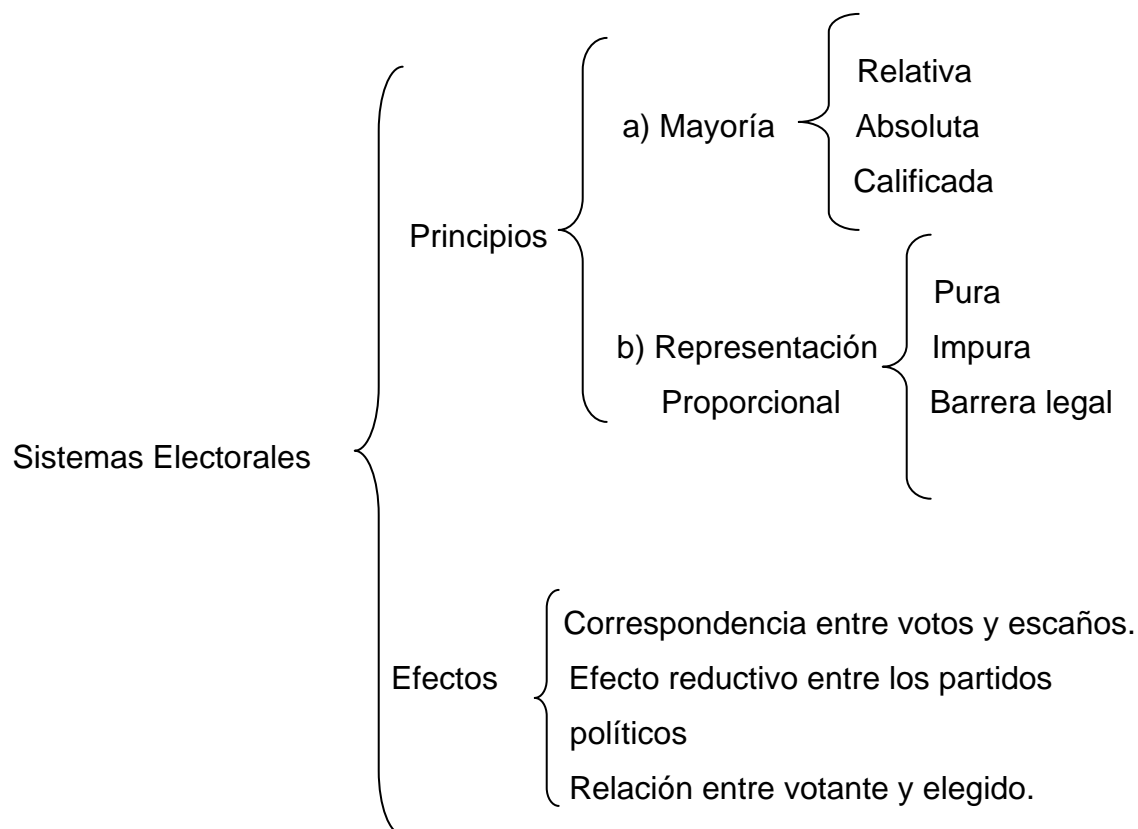 Sistemas Electorales
Principios
a) Mayoría
Relativa
Absoluta
Calificada
b) Representación
Proporcional
Pura
Impura
Barrera legal
Efectos
Correspondencia entre votos y escaños.
Efecto reductivo entre los partidos
políticos
Relación entre votante y elegido.